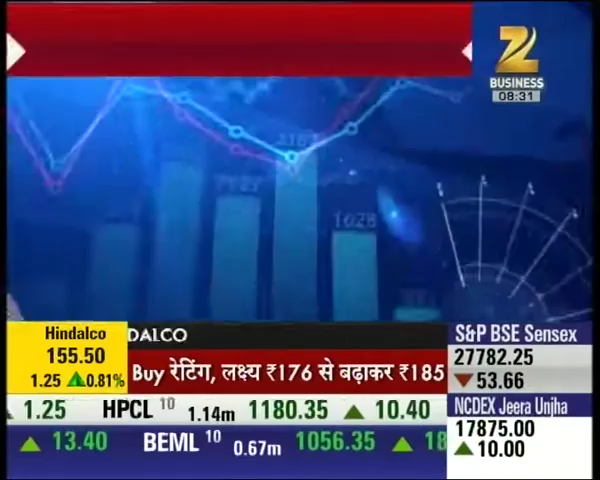 Z
BUSINESS
08:31
1028
Hindalco
155.50
1.25 0.81%
DALCO
Buy रेटिंग, लक्ष्य ₹176 से बढ़ाकर ₹185
S&P BSE Sensex
27782.25
53.66
NCDEX Jeera Unjha
17875.00
10.00
1.25 HPCL 10 1.14m 1180.35 10.40
13.40 BEML 10 0.67m 1056.35 18